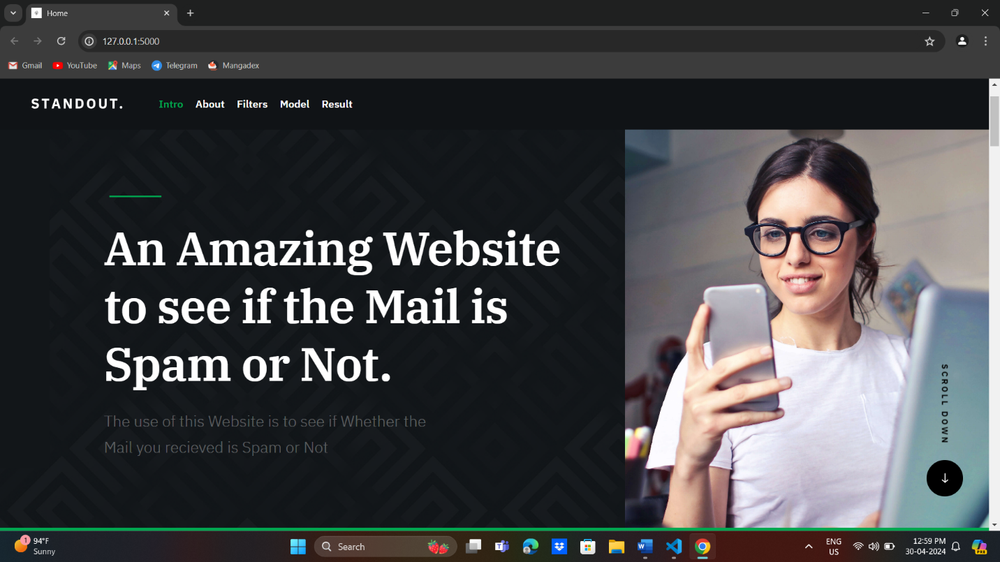 Home
127.0.0.1:5000
Gmail YouTube Maps Telegram Mangadex
STANDOUT. Intro About Filters Model Result
An Amazing Website
to see if the Mail is
Spam or Not.
The use of this Website is to see if Whether the
Mail you recieved is Spam or Not
SCROLL DOWN
1
94°F
Sunny
Search
ENG
US
12:59 PM
30-04-2024
PRE